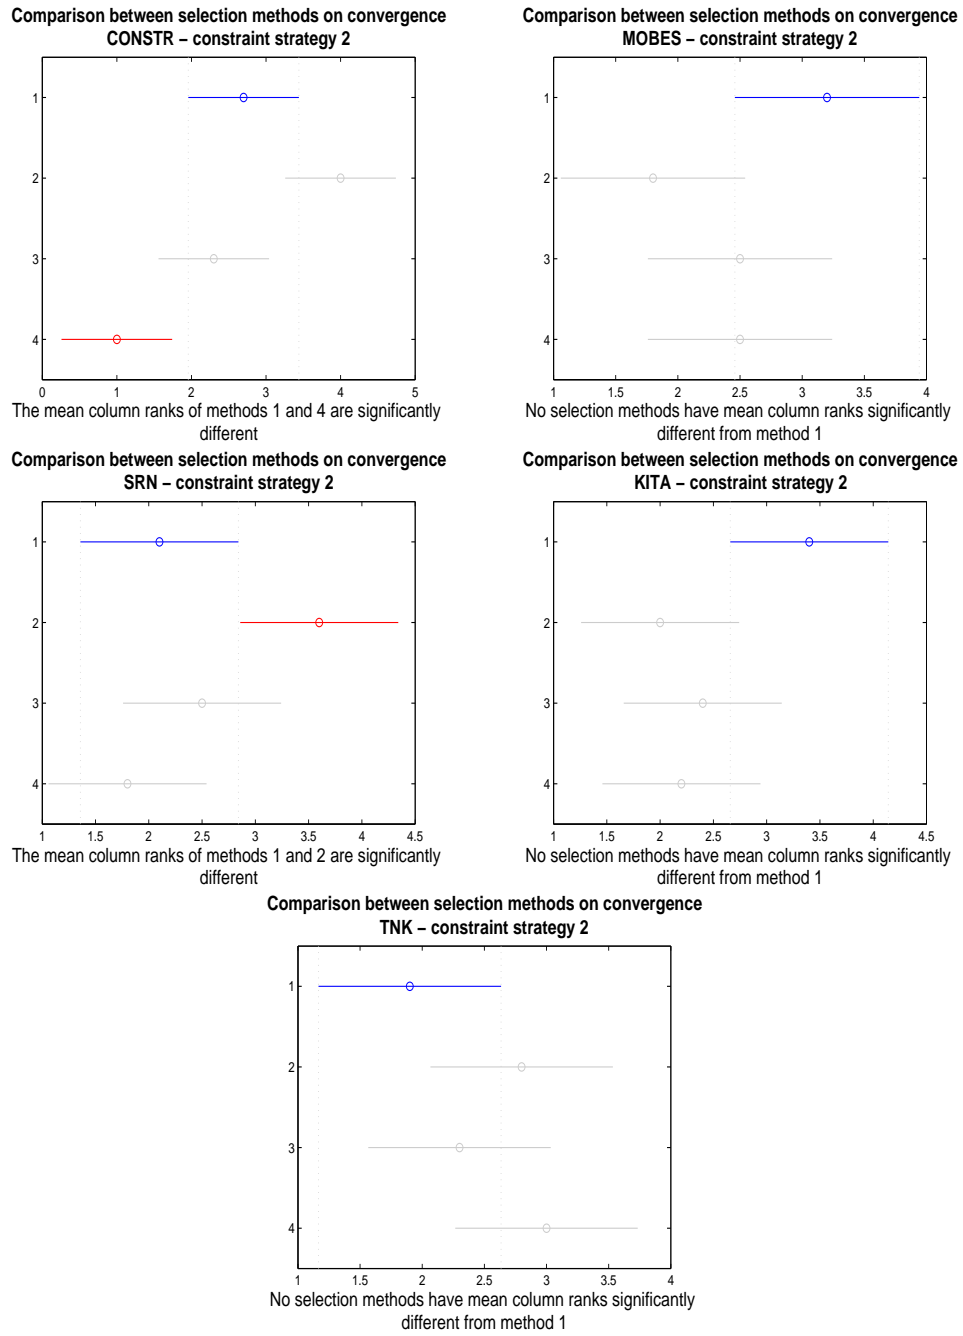 Comparison between selection methods on convergence
CONSTR – constraint strategy 2
1
2
3
4
0 1 2 3 4 5
The mean column ranks of methods 1 and 4 are significantly
different
Comparison between selection methods on convergence
MOBES – constraint strategy 2
1
2
3
4
1 1.5 2 2.5 3 3.5 4
No selection methods have mean column ranks significantly
different from method 1
Comparison between selection methods on convergence
SRN – constraint strategy 2
1
2
3
4
1 1.5 2 2.5 3 3.5 4 4.5
The mean column ranks of methods 1 and 2 are significantly
different
Comparison between selection methods on convergence
KITA – constraint strategy 2
1
2
3
4
1 1.5 2 2.5 3 3.5 4 4.5
No selection methods have mean column ranks significantly
different from method 1
Comparison between selection methods on convergence
TNK – constraint strategy 2
1
2
3
4
1 1.5 2 2.5 3 3.5 4
No selection methods have mean column ranks significantly
different from method 1